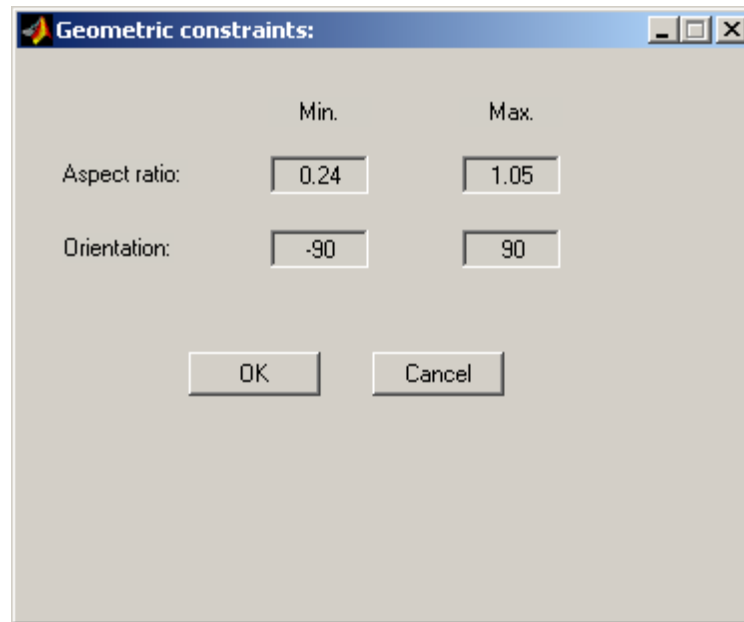 Geometric constraints:
Min. Max.
Aspect ratio: 0.24 1.05
Orientation: -90 90
OK Cancel